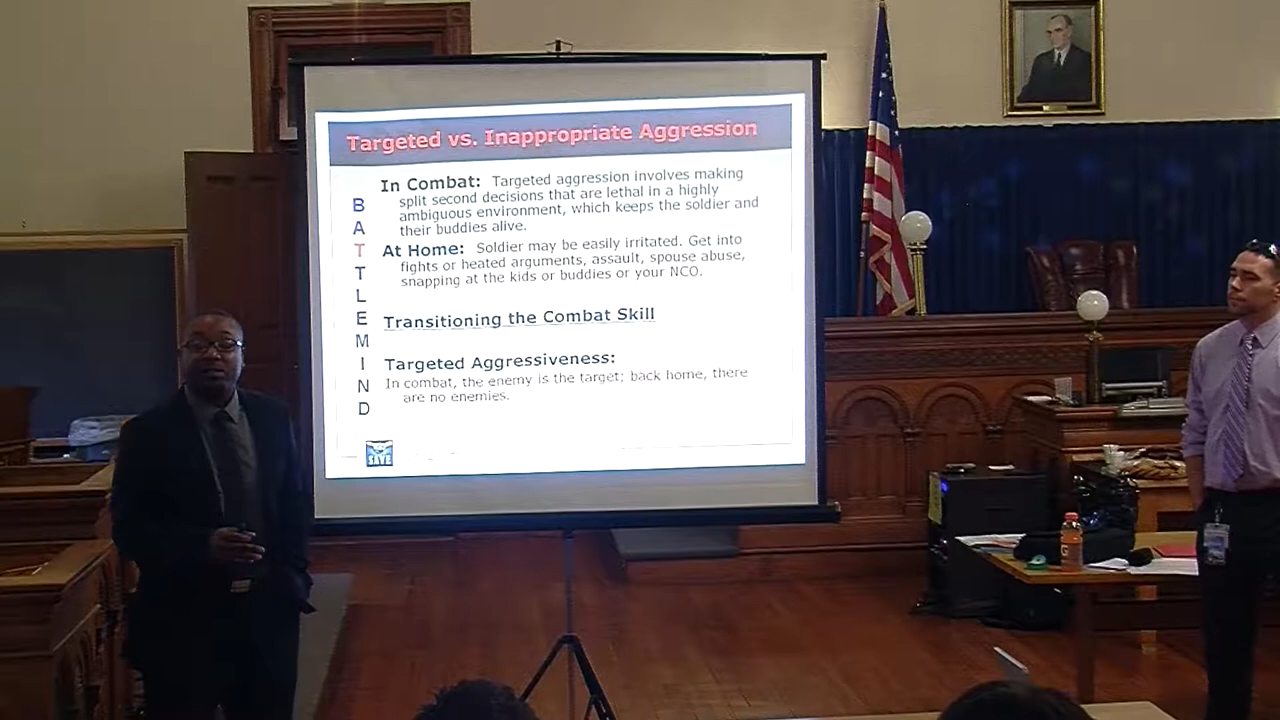 Targeted vs. Inappropriate Aggression
In Combat: Targeted aggression involves making
split second decisions that are lethal in a highly
ambiguous environment, which keeps the soldier and
their buddies alive.
At Home: Soldier may be easily irritated. Get into
fights or heated arguments, assault, spouse abuse,
snapping at the kids or buddies or your NCO.
Transitioning the Combat Skill
Targeted Aggressiveness:
In combat, the enemy is the target; back home, there
are no enemies.
B
A
T
T
L
E
M
I
N
D
SAVE
G